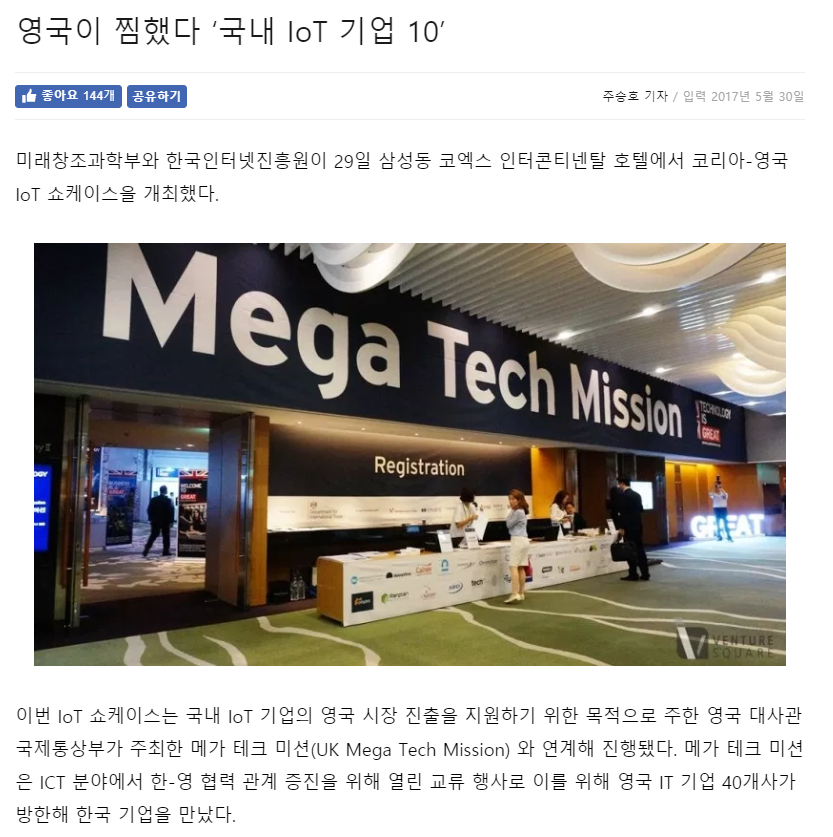 영국이 찜했다 ‘국내 IoT 기업 10’
좋아요 144개 공유하기
주승호 기자 / 입력 2017년 5월 30일
미래창조과학부와 한국인터넷진흥원이 29일 삼성동 코엑스 인터콘티넨탈 호텔에서 코리아-영국
IoT 쇼케이스을 개최했다.
Mega Tech Mission
TECHNOLOGY
IS
GREAT
Registration
Department for
International Trade
WELCOME
TO
GREAT
GREAT
tech
VENTURE
SQUARE
이번 IoT 쇼케이스는 국내 IoT 기업의 영국 시장 진출을 지원하기 위한 목적으로 주한 영국 대사관
국제통상부가 주최한 메가 테크 미션(UK Mega Tech Mission) 와 연계해 진행됐다. 메가 테크 미션
은 ICT 분야에서 한-영 협력 관계 증진을 위해 열린 교류 행사로 이를 위해 영국 IT 기업 40개사가
방한해 한국 기업을 만났다.